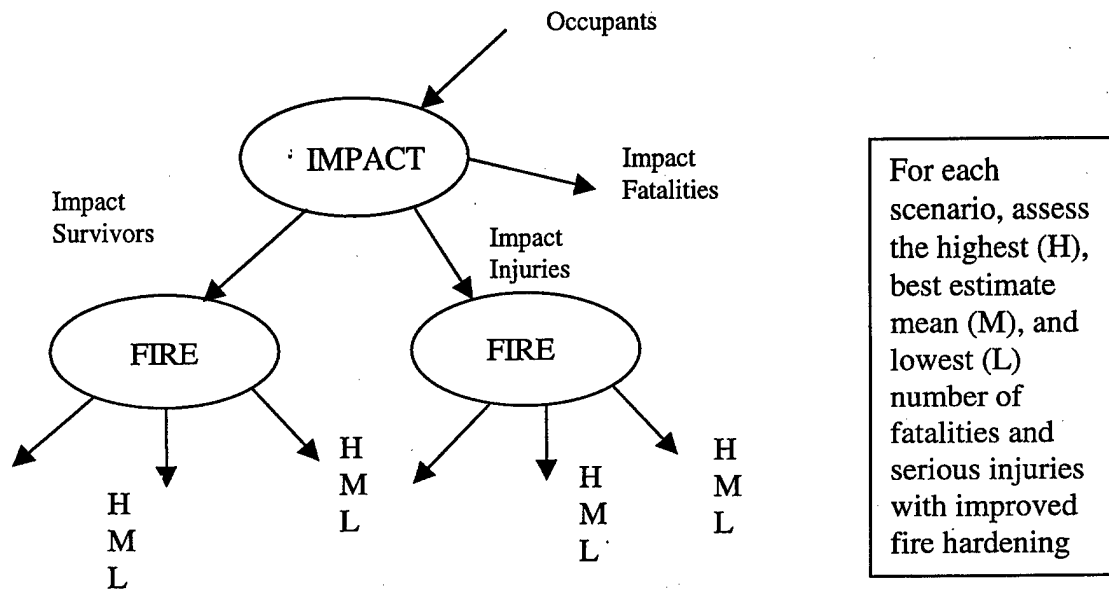 Occupants
IMPACT
Impact
Fatalities
Impact
Survivors
Impact
Injuries
FIRE
FIRE
H
M
L
H
M
L
H
M
L
H
M
L
For each
scenario, assess
the highest (H),
best estimate
mean (M), and
lowest (L)
number of
fatalities and
serious injuries
with improved
fire hardening